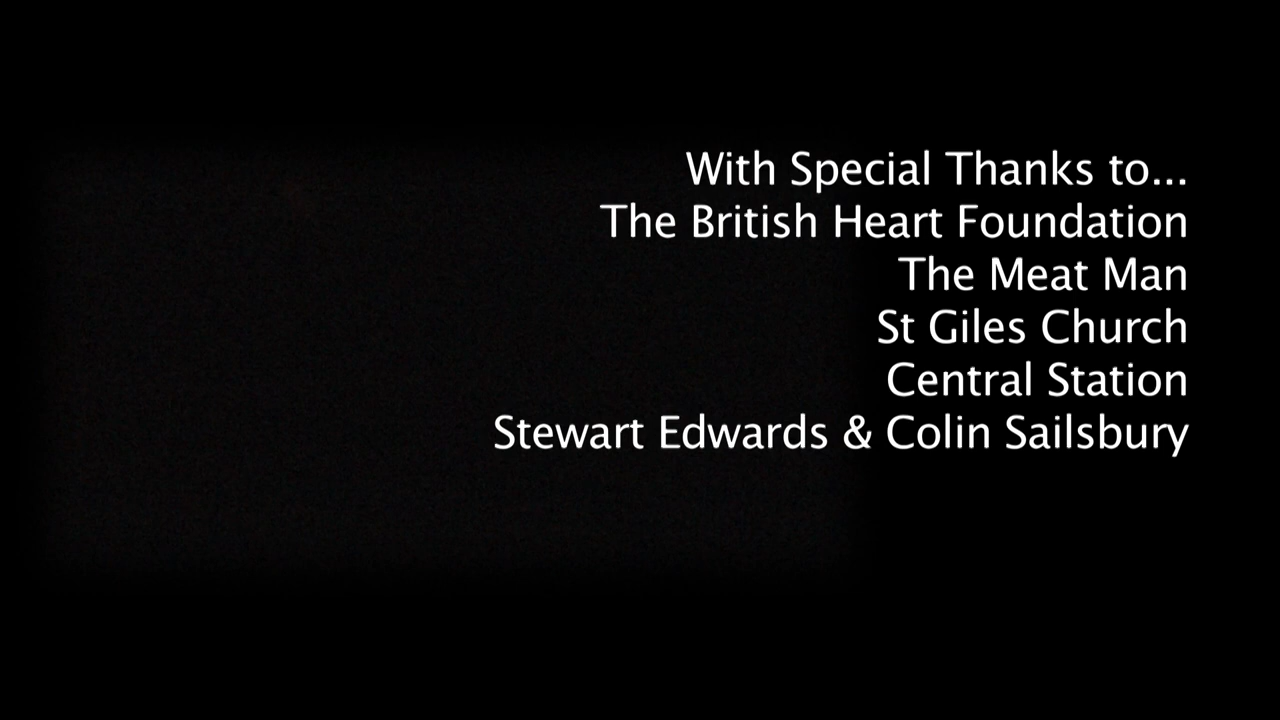 With Special Thanks to...
The British Heart Foundation
The Meat Man
St Giles Church
Central Station
Stewart Edwards & Colin Sailsbury